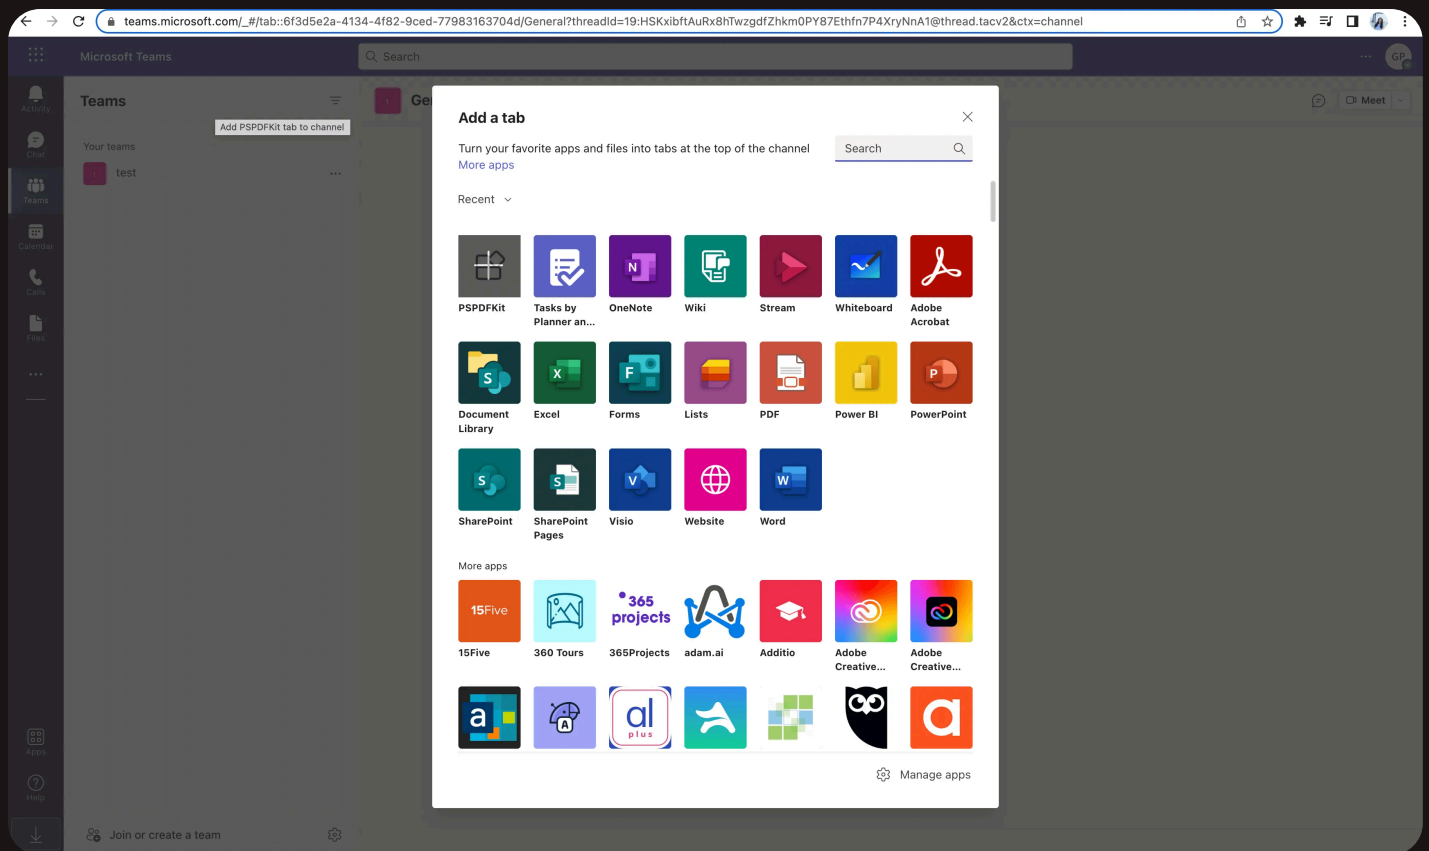 teams.microsoft.com/_#/tab::6f3d5e2a-4134-4f82-9ced-77983163704d/General?threadId=19:HSKxibftAuRx8hTwzgdfZhkm0PY87Ethfn7P4XryNnA1@thread.tacv2&ctx=channel
Microsoft Teams
Search
GP
Activity
Chat
Teams
Calendar
Calls
Files
Apps
Help
Teams
Add PSPDFKit tab to channel
Your teams
test
Join or create a team
Ge
Meet
Add a tab
Turn your favorite apps and files into tabs at the top of the channel
More apps
Search
Recent
PSPDFKit
Tasks by
Planner an...
OneNote
Wiki
Stream
Whiteboard
Adobe
Acrobat
Document
Library
Excel
Forms
Lists
PDF
Power BI
PowerPoint
SharePoint
SharePoint
Pages
Visio
Website
Word
More apps
15Five
365
projects
15Five
360 Tours
365Projects
adam.ai
Additio
Adobe
Creative...
Adobe
Creative...
a
A
al
plus
a
Manage apps